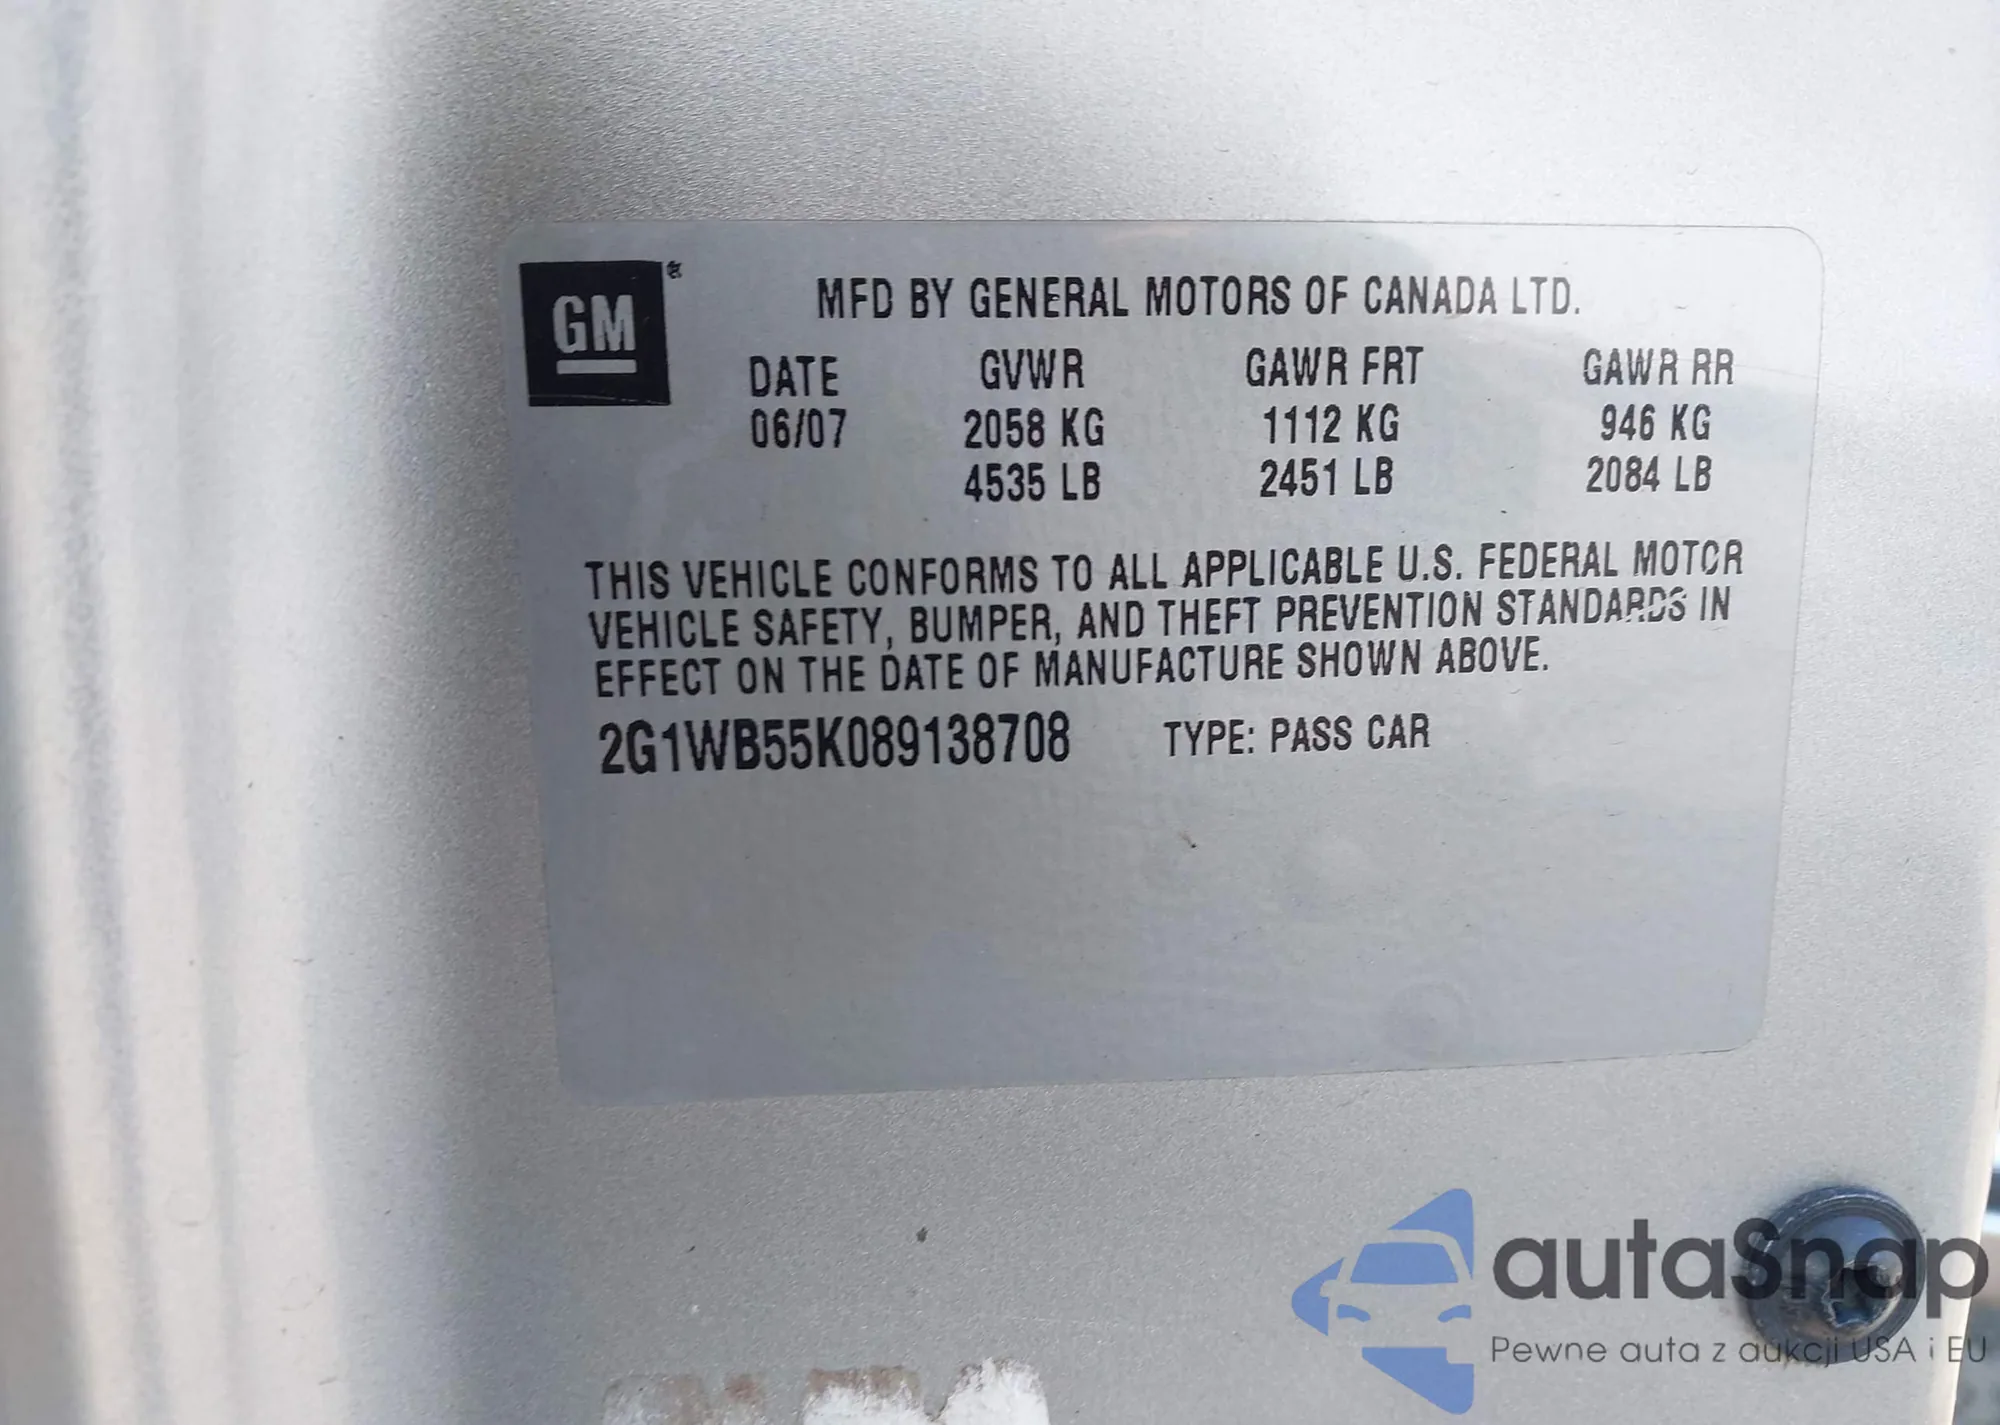 GM
MFD BY GENERAL MOTORS OF CANADA LTD.
DATE GVWR GAWR FRT GAWR RR
06/07 2058 KG 1112 KG 946 KG
4535 LB 2451 LB 2084 LB
THIS VEHICLE CONFORMS TO ALL APPLICABLE U.S. FEDERAL MOTOR
VEHICLE SAFETY, BUMPER, AND THEFT PREVENTION STANDARDS IN
EFFECT ON THE DATE OF MANUFACTURE SHOWN ABOVE.
2G1WB55K089138708 TYPE: PASS CAR
autaSnap
Pewne auta z aukcji USA i EU